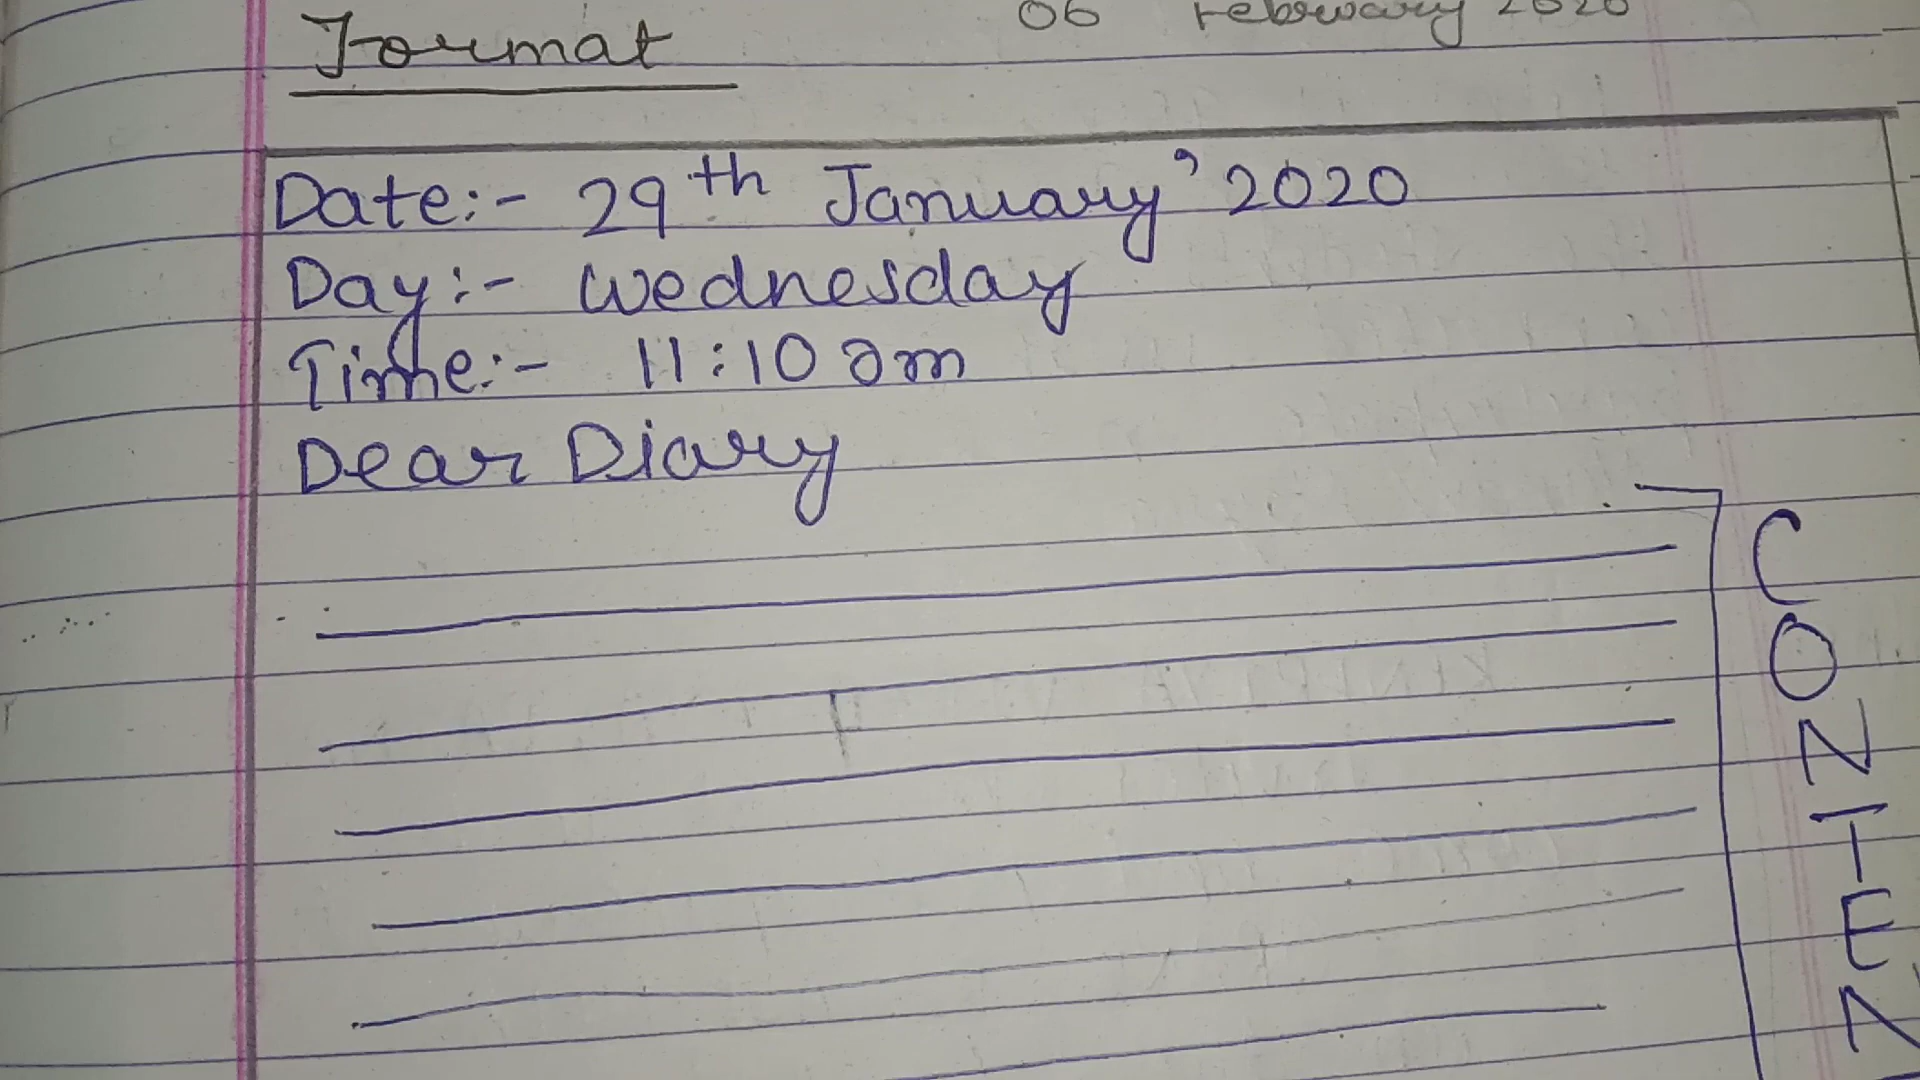 06 February 2020
Format
Date:- 29th January' 2020
Day:- Wednesday
Time:- 11:10 am
Dear Diary
CONTEN